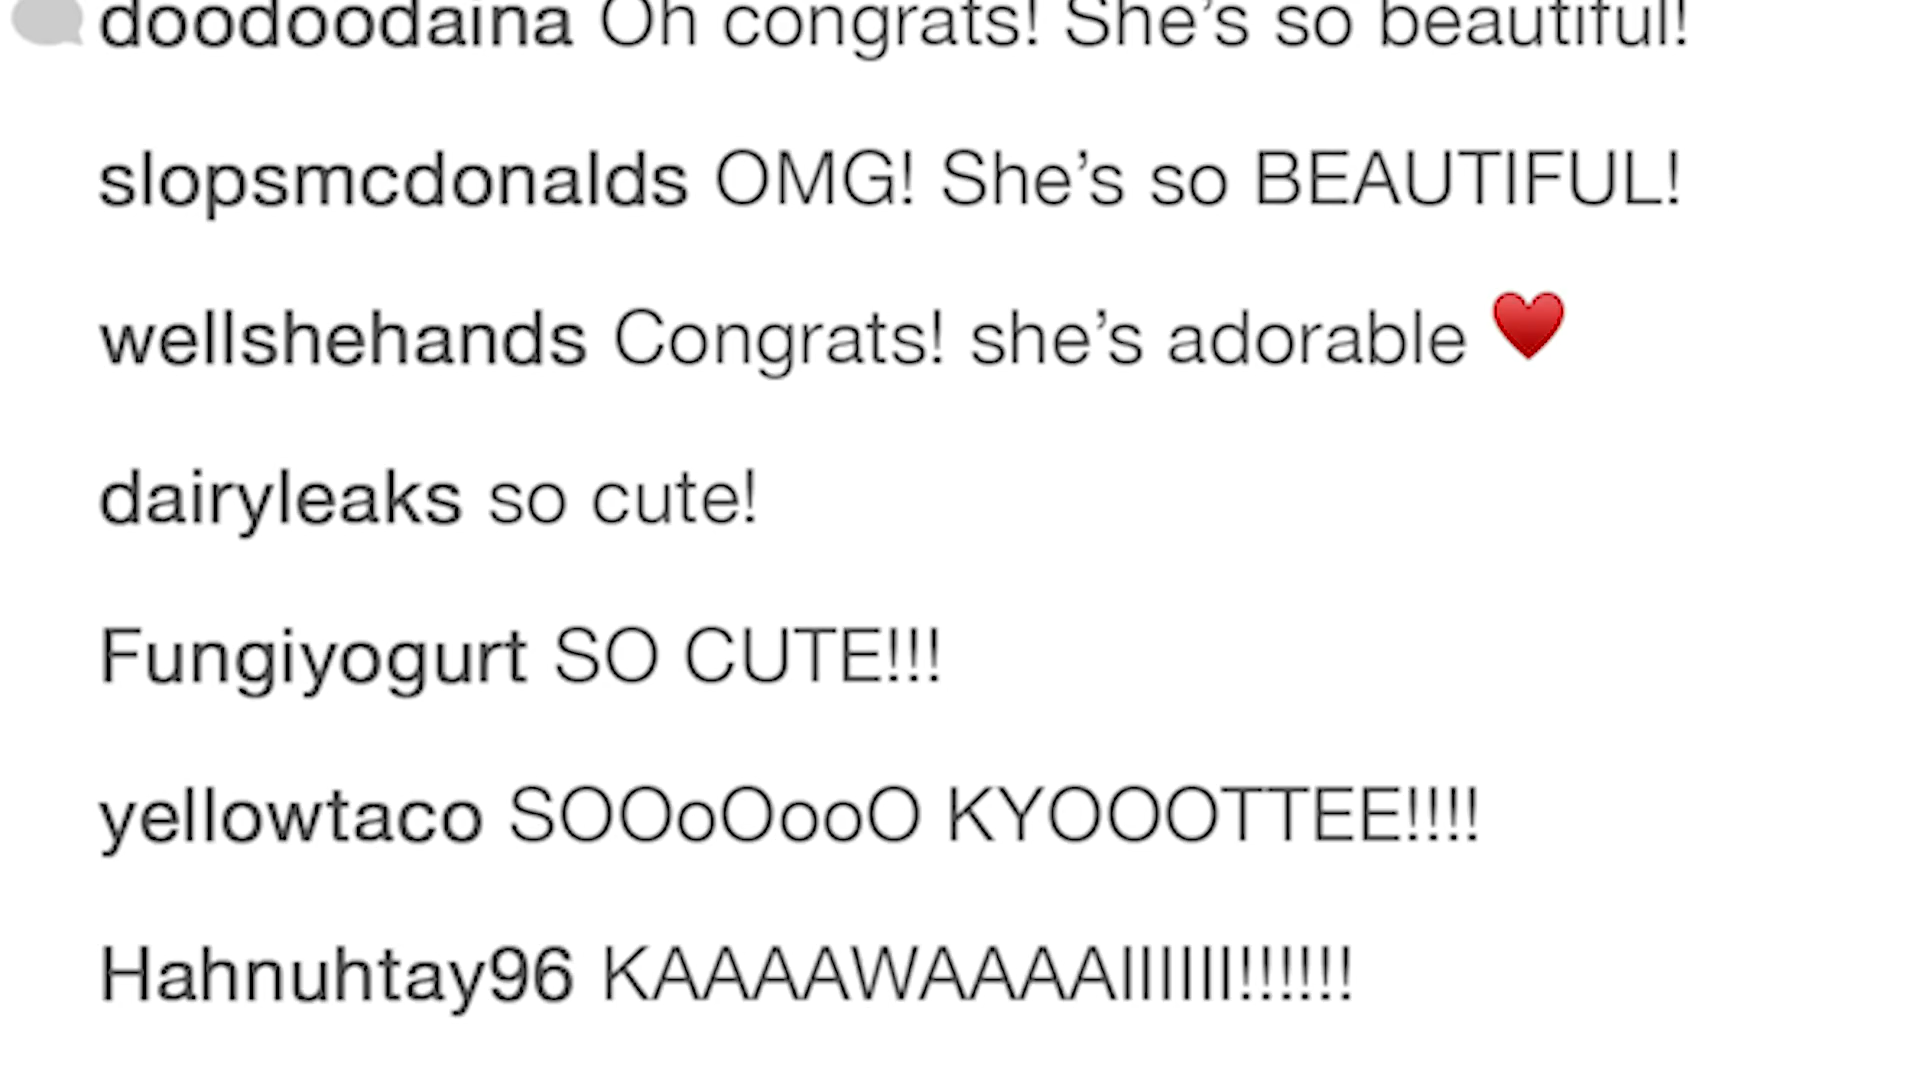 doodoodaina Oh congrats! She’s so beautiful!
slopsmcdonalds OMG! She’s so BEAUTIFUL!
wellshehands Congrats! she’s adorable ♥
dairyleaks so cute!
Fungiyogurt SO CUTE!!!
yellowtaco SOOoOooO KYOOOTTEE!!!!
Hahnuhtay96 KAAAAWAAAAIIIIIII!!!!!!